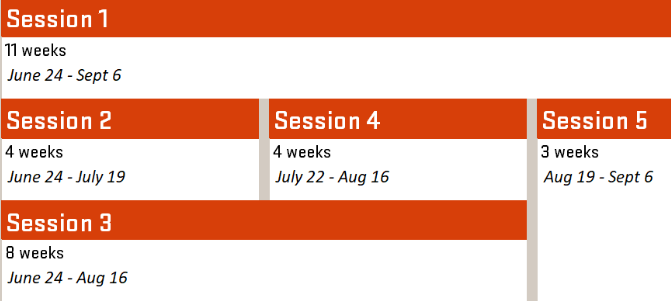 Session 1
11 weeks
June 24 - Sept 6
Session 2
4 weeks
June 24 - July 19
Session 4
4 weeks
July 22 - Aug 16
Session 5
3 weeks
Aug 19 - Sept 6
Session 3
8 weeks
June 24 - Aug 16